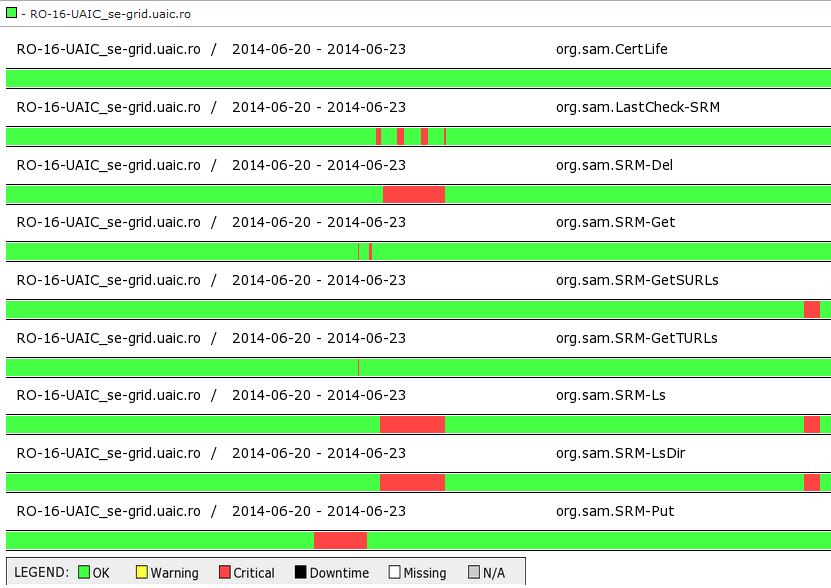 - RO-16-UAIC_se-grid.uaic.ro
RO-16-UAIC_se-grid.uaic.ro / 2014-06-20 - 2014-06-23 org.sam.CertLife
RO-16-UAIC_se-grid.uaic.ro / 2014-06-20 - 2014-06-23 org.sam.LastCheck-SRM
RO-16-UAIC_se-grid.uaic.ro / 2014-06-20 - 2014-06-23 org.sam.SRM-Del
RO-16-UAIC_se-grid.uaic.ro / 2014-06-20 - 2014-06-23 org.sam.SRM-Get
RO-16-UAIC_se-grid.uaic.ro / 2014-06-20 - 2014-06-23 org.sam.SRM-GetSURLs
RO-16-UAIC_se-grid.uaic.ro / 2014-06-20 - 2014-06-23 org.sam.SRM-GetTURLs
RO-16-UAIC_se-grid.uaic.ro / 2014-06-20 - 2014-06-23 org.sam.SRM-Ls
RO-16-UAIC_se-grid.uaic.ro / 2014-06-20 - 2014-06-23 org.sam.SRM-LsDir
RO-16-UAIC_se-grid.uaic.ro / 2014-06-20 - 2014-06-23 org.sam.SRM-Put
LEGEND: OK Warning Critical Downtime Missing N/A